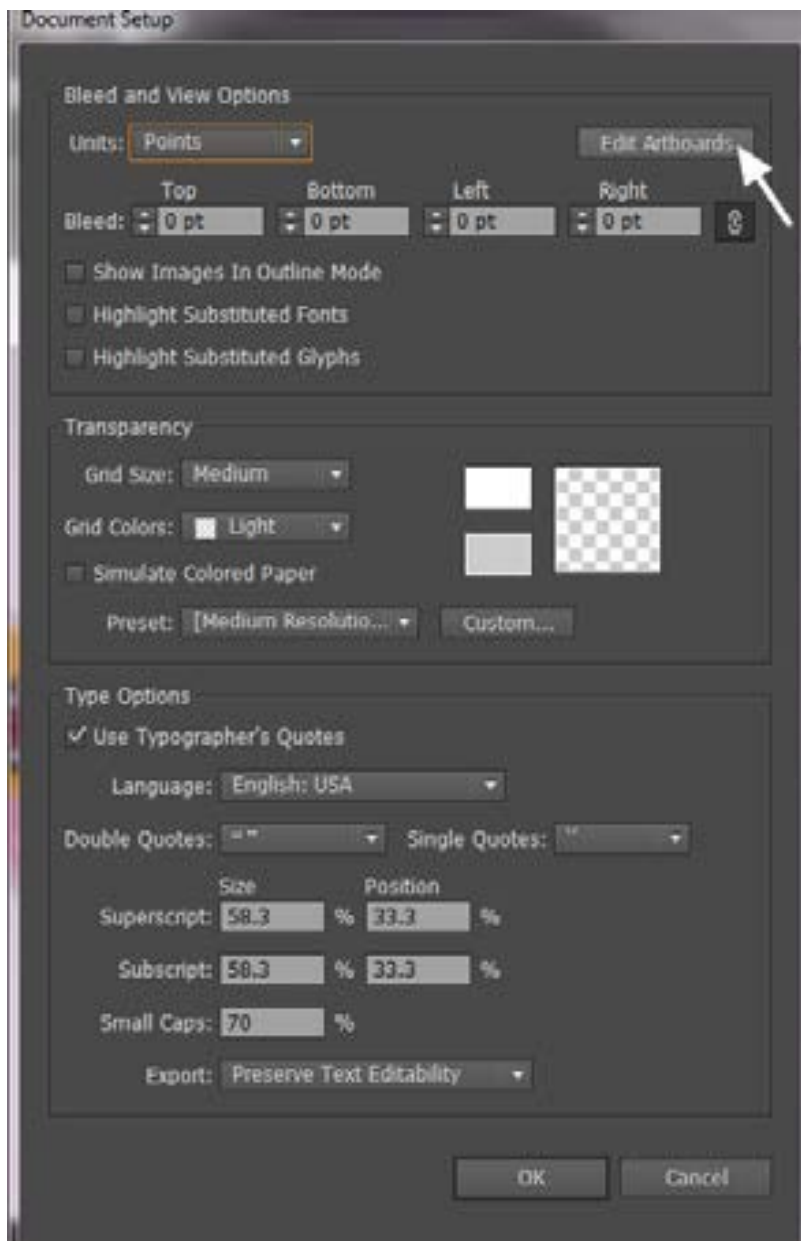 Document Setup
Bleed and View Options
Units: Points Edit Artboards
Top Bottom Left Right
Bleed: 0 pt 0 pt 0 pt 0 pt
Show Images In Outline Mode
Highlight Substituted Fonts
Highlight Substituted Glyphs
Transparency
Grid Size: Medium
Grid Colors: Light
Simulate Colored Paper
Preset: [Medium Resolutio... Custom...
Type Options
Use Typographer's Quotes
Language: English: USA
Double Quotes: “” Single Quotes: ‘’
Size Position
Superscript: 58.3 % 33.3 %
Subscript: 58.3 % 33.3 %
Small Caps: 70 %
Export: Preserve Text Editability
OK Cancel